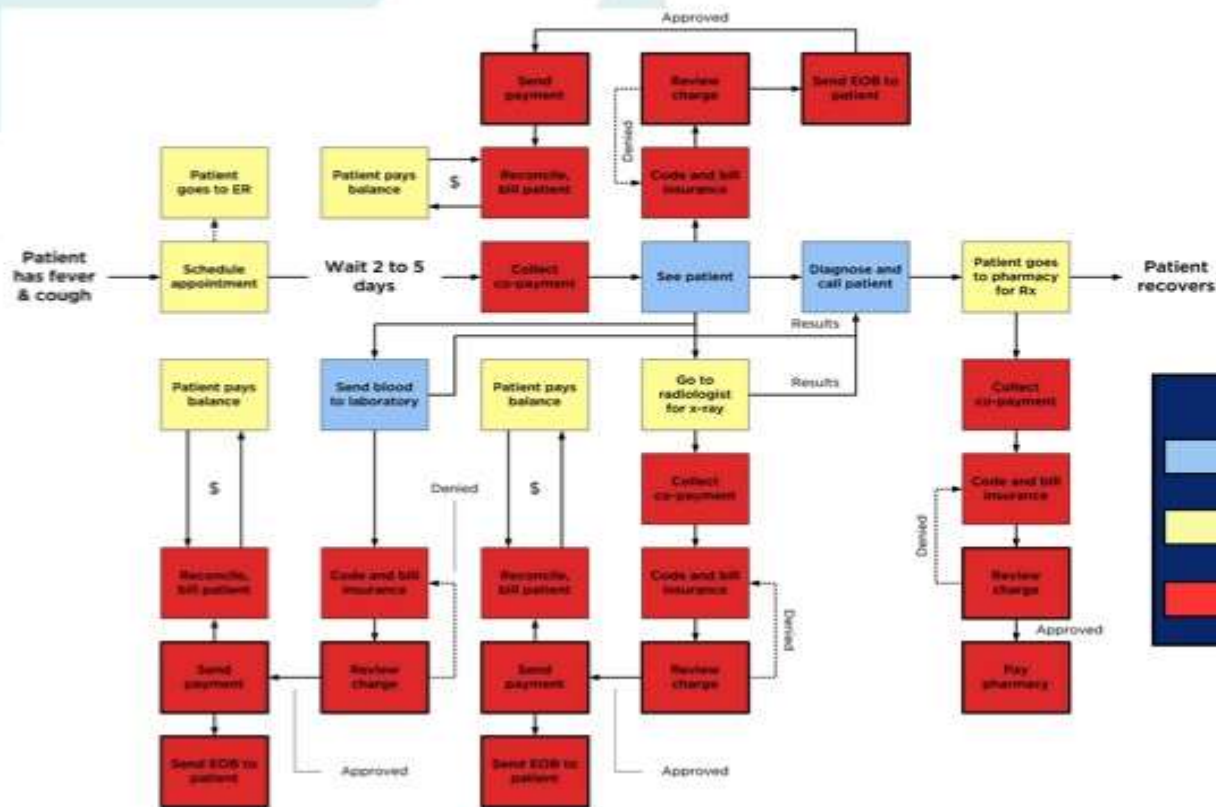 Approved
Send
payment
Review
charge
Send EOB to
patient
Denied
Patient
goes to ER
Patient pays
balance
$
Reconcile,
bill patient
Code and bill
insurance
Patient
has fever
& cough
Schedule
appointment
Wait 2 to 5
days
Collect
co-payment
See patient
Diagnose and
call patient
Patient goes
to pharmacy
for Rx
Patient
recovers
Results
Patient pays
balance
Send blood
to laboratory
Patient pays
balance
Go to
radiologist
for x-ray
Results
Collect
co-payment
$
Denied
$
Collect
co-payment
Code and bill
insurance
Denied
Reconcile,
bill patient
Code and bill
insurance
Reconcile,
bill patient
Code and bill
insurance
Denied
Review
charge
Approved
Send
payment
Review
charge
Send
payment
Review
charge
Pay
pharmacy
Send EOB to
patient
Approved
Send EOB to
patient
Approved